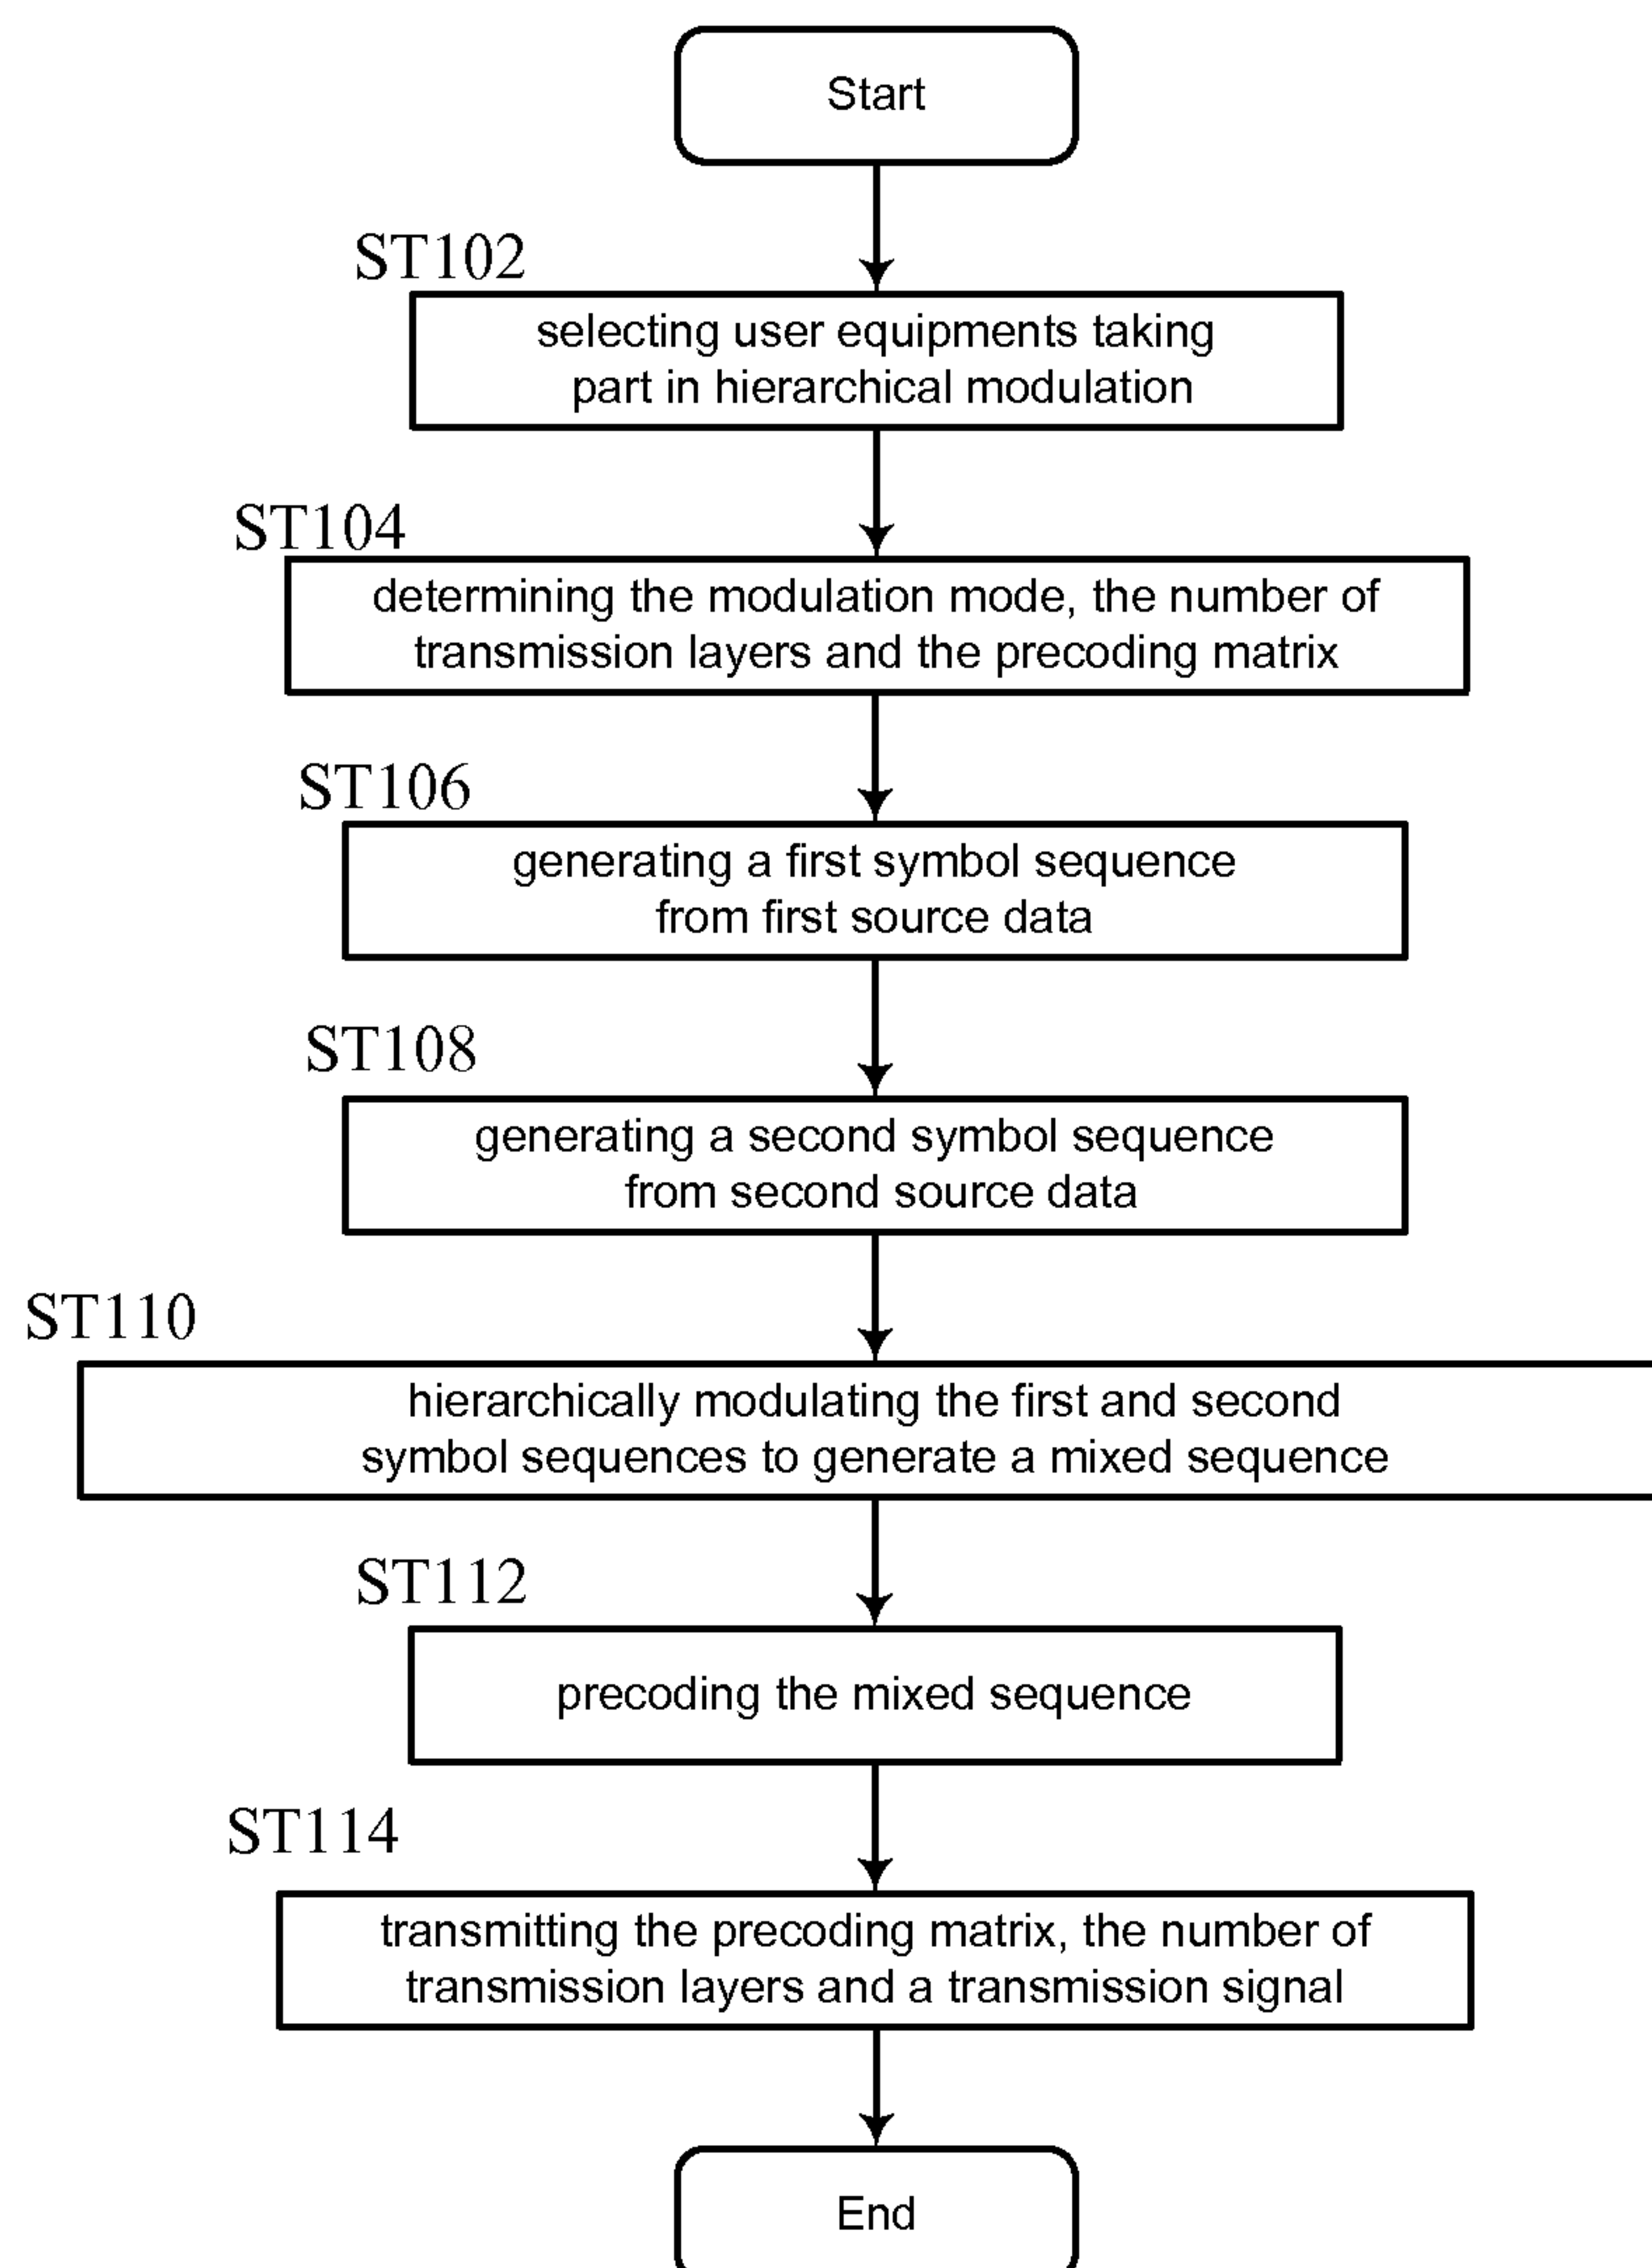 Start
ST102
selecting user equipments taking
part in hierarchical modulation
ST104
determining the modulation mode, the number of
transmission layers and the precoding matrix
ST106
generating a first symbol sequence
from first source data
ST108
generating a second symbol sequence
from second source data
ST110
hierarchically modulating the first and second
symbol sequences to generate a mixed sequence
ST112
precoding the mixed sequence
ST114
transmitting the precoding matrix, the number of
transmission layers and a transmission signal
End